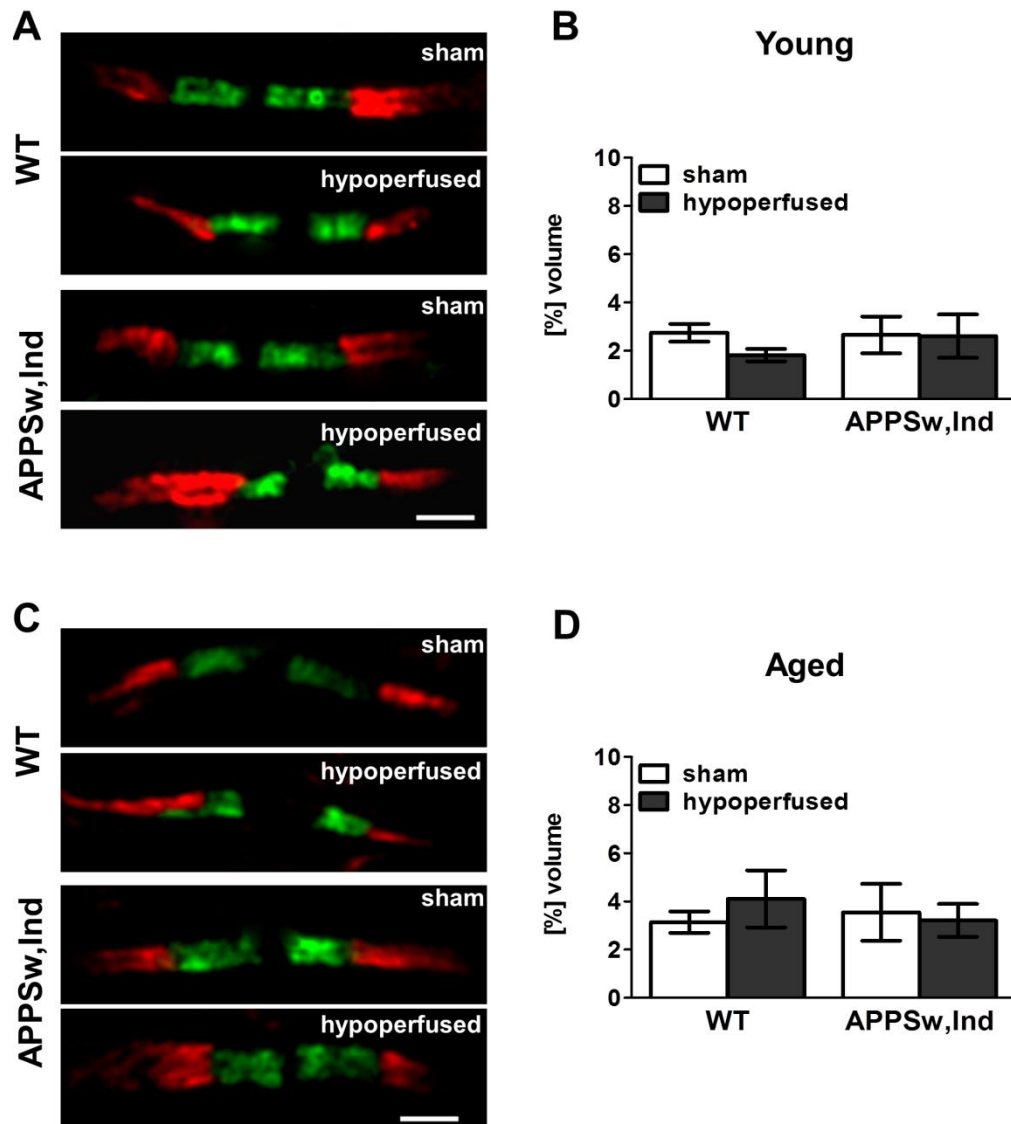 A
WT
sham
hypoperfused
APPSw,Ind
sham
hypoperfused
B
Young
[%] volume
10
8
6
4
2
0
sham
hypoperfused
WT
APPSw,Ind
C
WT
sham
hypoperfused
APPSw,Ind
sham
hypoperfused
D
Aged
[%] volume
10
8
6
4
2
0
sham
hypoperfused
WT
APPSw,Ind